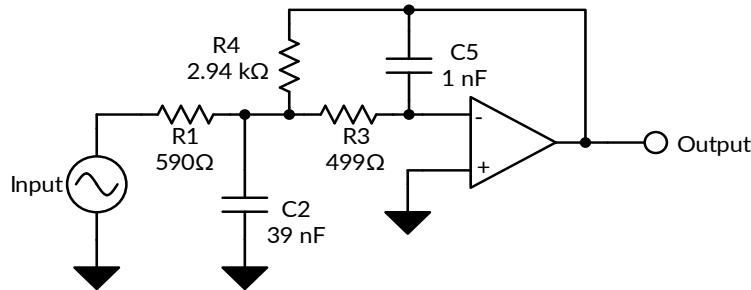 R4
2.94 kΩ
C5
1 nF
R1
590Ω
R3
499Ω
-
+
Output
Input
C2
39 nF